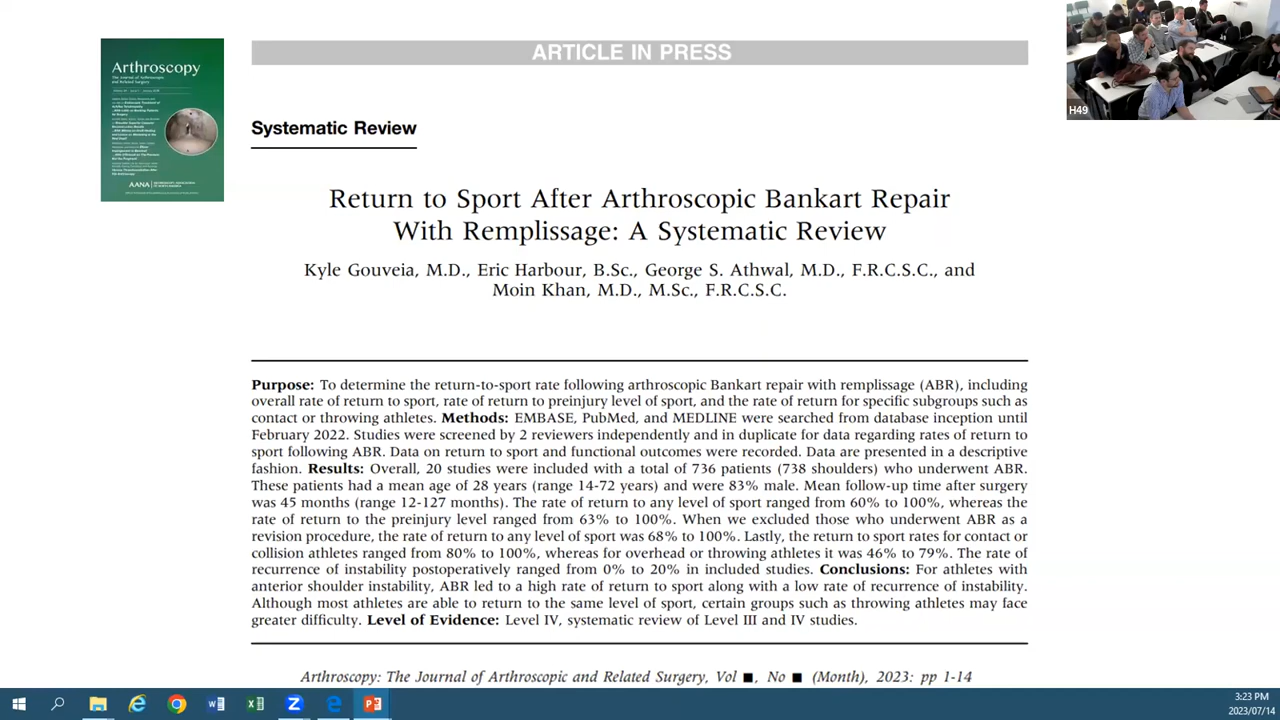 ARTICLE IN PRESS
Arthroscopy
The Journal of Arthroscopic
and Related Surgery
AANA
H49
Systematic Review
Return to Sport After Arthroscopic Bankart Repair
With Remplissage: A Systematic Review
Kyle Gouveia, M.D., Eric Harbour, B.Sc., George S. Athwal, M.D., F.R.C.S.C., and
Moin Khan, M.D., M.Sc., F.R.C.S.C.
Purpose: To determine the return-to-sport rate following arthroscopic Bankart repair with remplissage (ABR), including
overall rate of return to sport, rate of return to preinjury level of sport, and the rate of return for specific subgroups such as
contact or throwing athletes. Methods: EMBASE, PubMed, and MEDLINE were searched from database inception until
February 2022. Studies were screened by 2 reviewers independently and in duplicate for data regarding rates of return to
sport following ABR. Data on return to sport and functional outcomes were recorded. Data are presented in a descriptive
fashion. Results: Overall, 20 studies were included with a total of 736 patients (738 shoulders) who underwent ABR.
These patients had a mean age of 28 years (range 14-72 years) and were 83% male. Mean follow-up time after surgery
was 45 months (range 12-127 months). The rate of return to any level of sport ranged from 60% to 100%, whereas the
rate of return to the preinjury level ranged from 63% to 100%. When we excluded those who underwent ABR as a
revision procedure, the rate of return to any level of sport was 68% to 100%. Lastly, the return to sport rates for contact or
collision athletes ranged from 80% to 100%, whereas for overhead or throwing athletes it was 46% to 79%. The rate of
recurrence of instability postoperatively ranged from 0% to 20% in included studies. Conclusions: For athletes with
anterior shoulder instability, ABR led to a high rate of return to sport along with a low rate of recurrence of instability.
Although most athletes are able to return to the same level of sport, certain groups such as throwing athletes may face
greater difficulty. Level of Evidence: Level IV, systematic review of Level III and IV studies.
Arthroscopy: The Journal of Arthroscopic and Related Surgery, Vol ■, No ■ (Month), 2023: pp 1-14
3:23 PM
2023/07/14